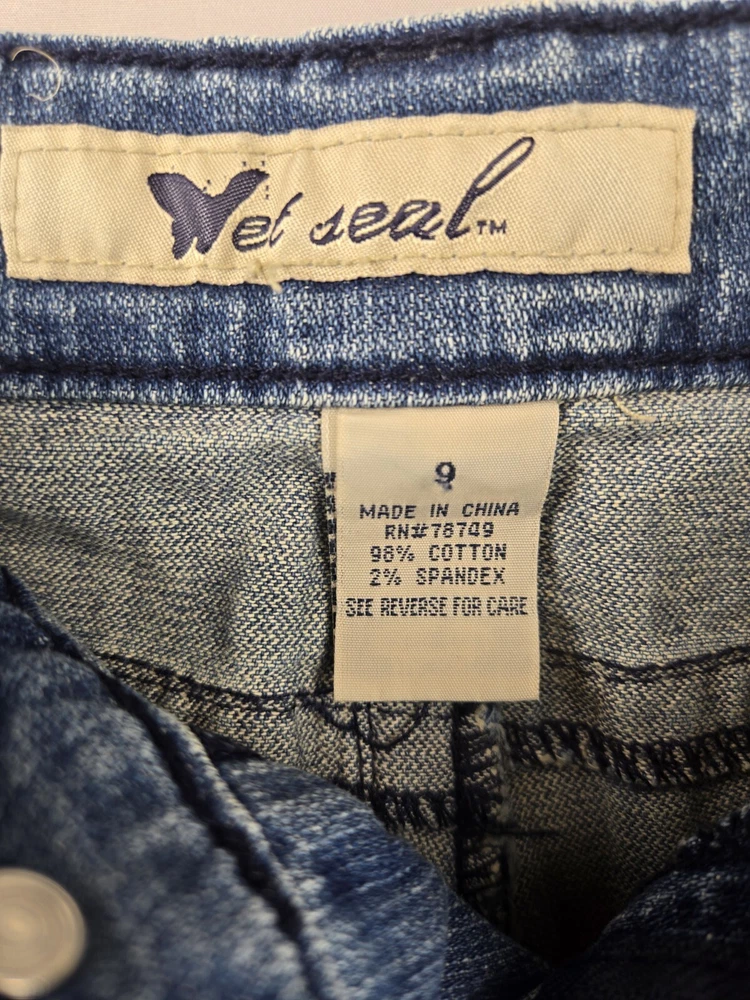 Wet seal™
9
MADE IN CHINA
RN#78749
98% COTTON
2% SPANDEX
SEE REVERSE FOR CARE